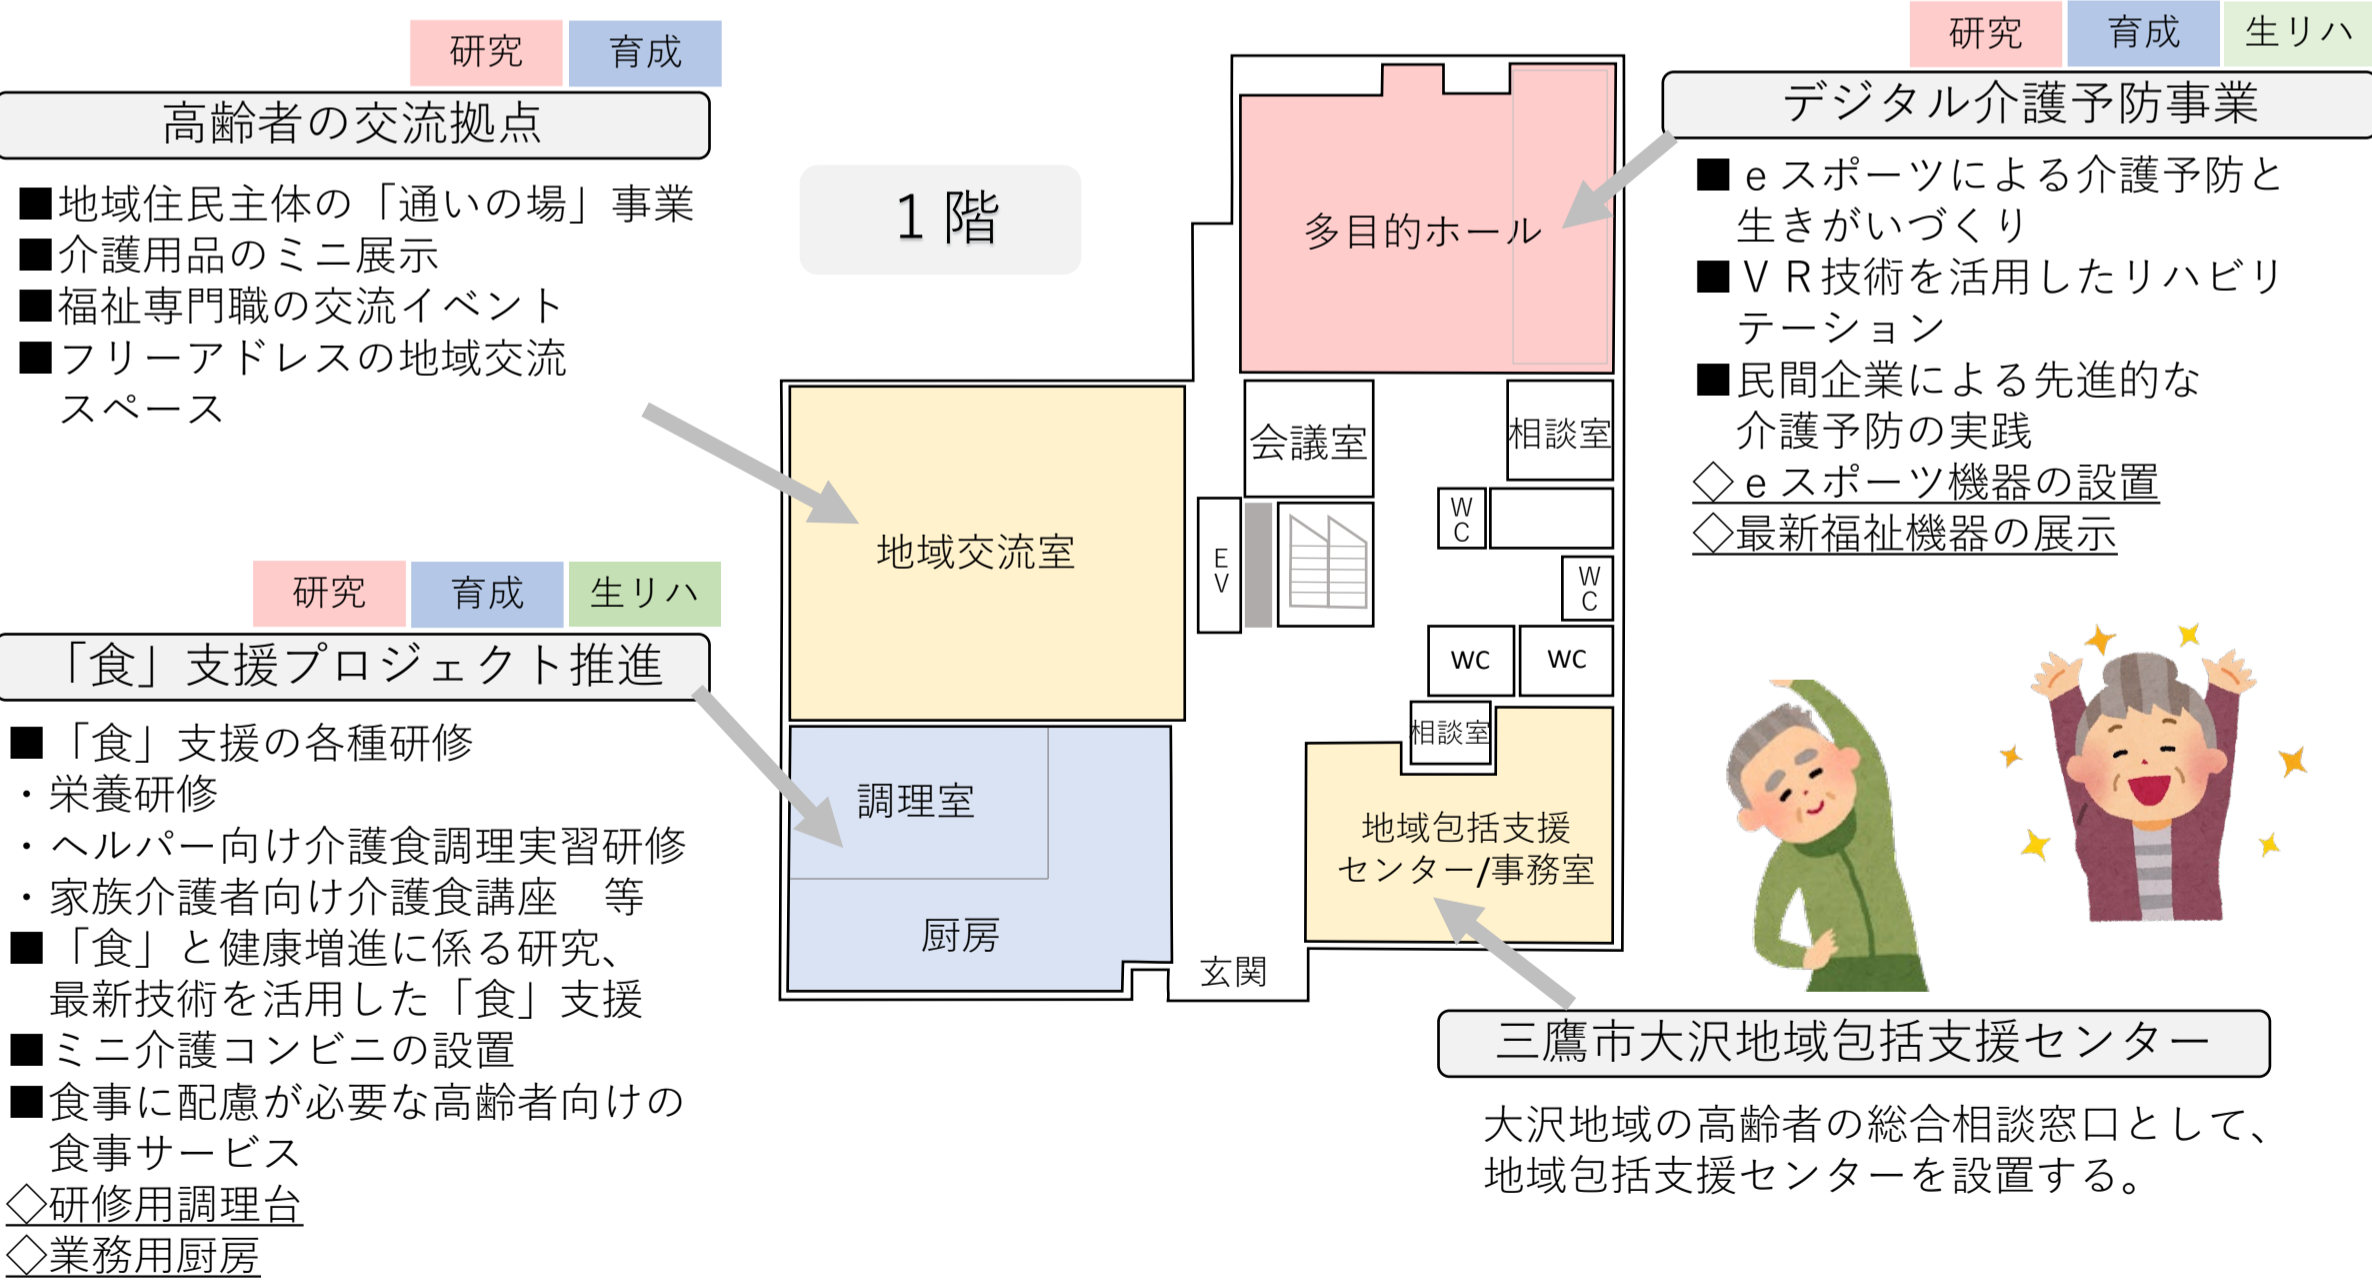 研究 育成
高齢者の交流拠点
■地域住民主体の「通いの場」事業
■介護用品のミニ展示
■福祉専門職の交流イベント
■フリーアドレスの地域交流
スペース
研究 育成 生リハ
「食」支援プロジェクト推進
■「食」支援の各種研修
・栄養研修
・ヘルパー向け介護食調理実習研修
・家族介護者向け介護食講座　等
■「食」と健康増進に係る研究、
最新技術を活用した「食」支援
■ミニ介護コンビニの設置
■食事に配慮が必要な高齢者向けの
食事サービス
◇研修用調理台
◇業務用厨房
１階
多目的ホール
会議室
相談室
WC
EV
WC
地域交流室
wc
wc
相談室
調理室
地域包括支援
センター/事務室
厨房
玄関
研究 育成 生リハ
デジタル介護予防事業
■ｅスポーツによる介護予防と
生きがいづくり
■ＶＲ技術を活用したリハビリ
テーション
■民間企業による先進的な
介護予防の実践
◇ｅスポーツ機器の設置
◇最新福祉機器の展示
三鷹市大沢地域包括支援センター
大沢地域の高齢者の総合相談窓口として、
地域包括支援センターを設置する。